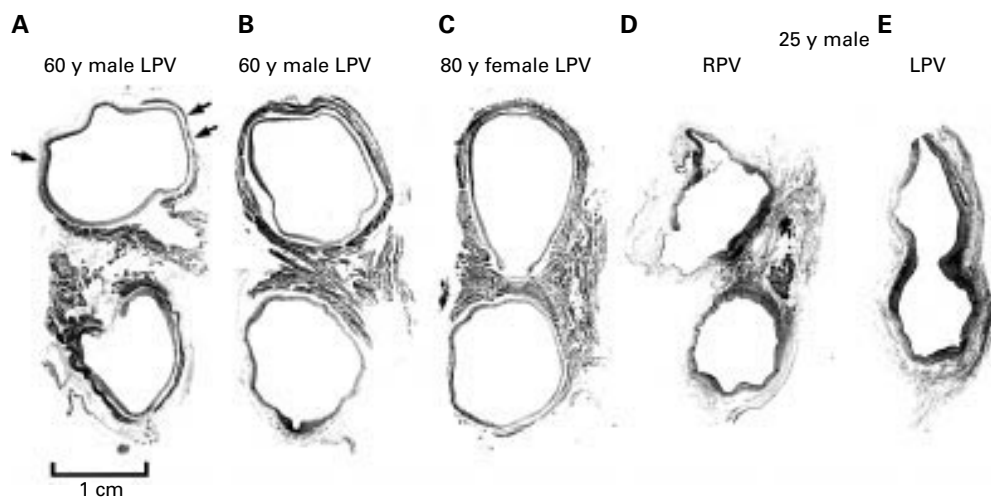 A
B
C
D
E
60 y male LPV
60 y male LPV
80 y female LPV
25 y male
RPV
LPV
1 cm